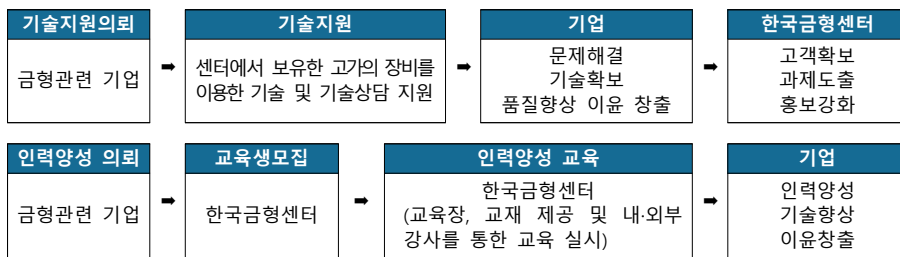 기술지원의뢰
금형관련 기업
➡
기술지원
센터에서 보유한 고가의 장비를
이용한 기술 및 기술상담 지원
➡
기업
문제해결
기술확보
품질향상 이윤 창출
➡
한국금형센터
고객확보
과제도출
홍보강화
인력양성 의뢰
금형관련 기업
➡
교육생모집
한국금형센터
➡
인력양성 교육
한국금형센터
(교육장, 교재 제공 및 내·외부
강사를 통한 교육 실시)
➡
기업
인력양성
기술향상
이윤창출